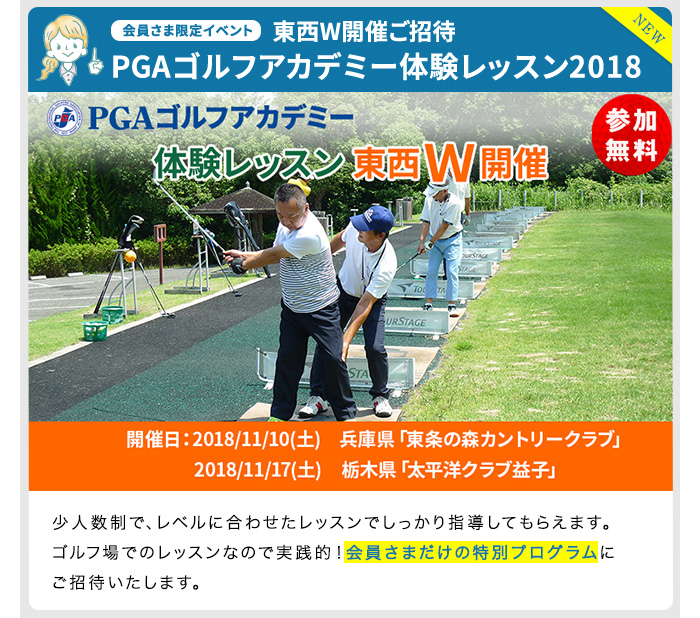 会員さま限定イベント 東西W開催ご招待
NEW
PGAゴルフアカデミー体験レッスン2018
PGA PGAゴルフアカデミー
参加
無料
体験レッスン 東西W開催
TOURSTAGE
TOURSTAGE
開催日：2018/11/10(土) 兵庫県「東条の森カントリークラブ」
2018/11/17(土) 栃木県「太平洋クラブ益子」
少人数制で、レベルに合わせたレッスンでしっかり指導してもらえます。
ゴルフ場でのレッスンなので実践的！会員さまだけの特別プログラムに
ご招待いたします。